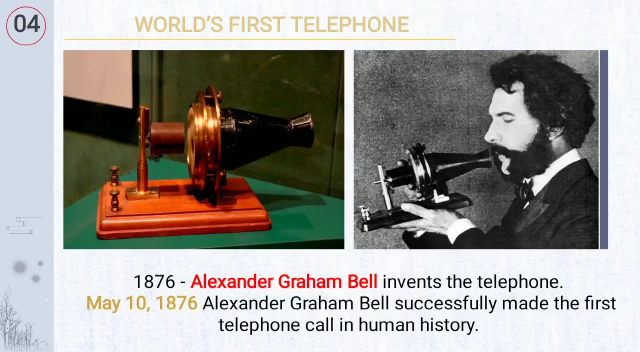 04
WORLD'S FIRST TELEPHONE
1876 - Alexander Graham Bell invents the telephone.
May 10, 1876 Alexander Graham Bell successfully made the first
telephone call in human history.